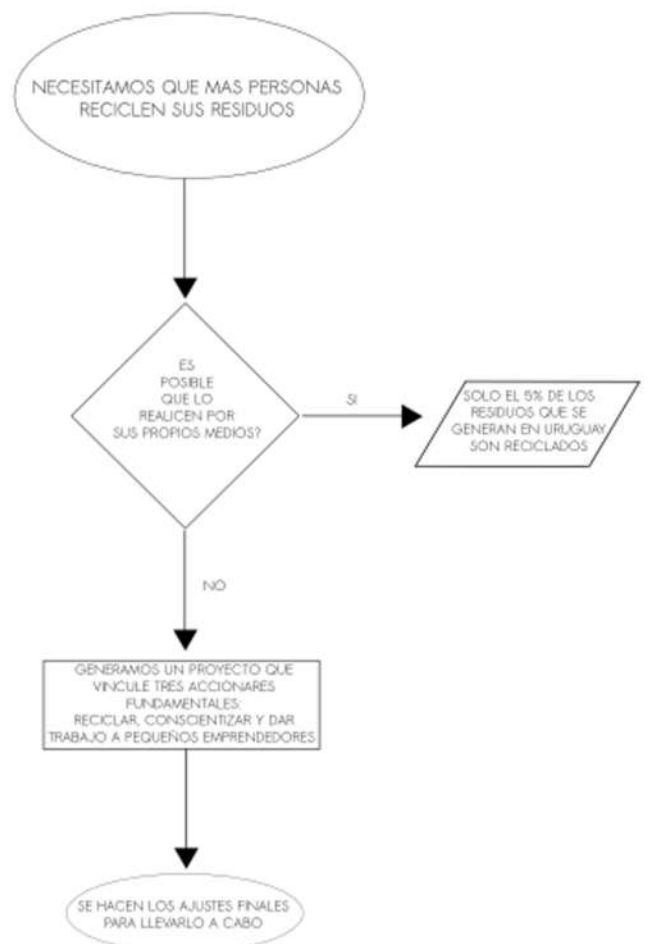 NECESITAMOS QUE MAS PERSONAS
RECICLEN SUS RESIDUOS
ES
POSIBLE
QUE LO
REALICEN POR
SUS PROPIOS MEDIOS?
SI
SOLO EL 5% DE LOS
RESIDUOS QUE SE
GENERAN EN URUGUAY
SON RECICLADOS
NO
GENERAMOS UN PROYECTO QUE
VINCULE TRES ACCIONARES
FUNDAMENTALES:
RECICLAR, CONSCIENTIZAR Y DAR
TRABAJO A PEQUEÑOS EMPRENDEDORES
SE HACEN LOS AJUSTES FINALES
PARA LLEVARLO A CABO